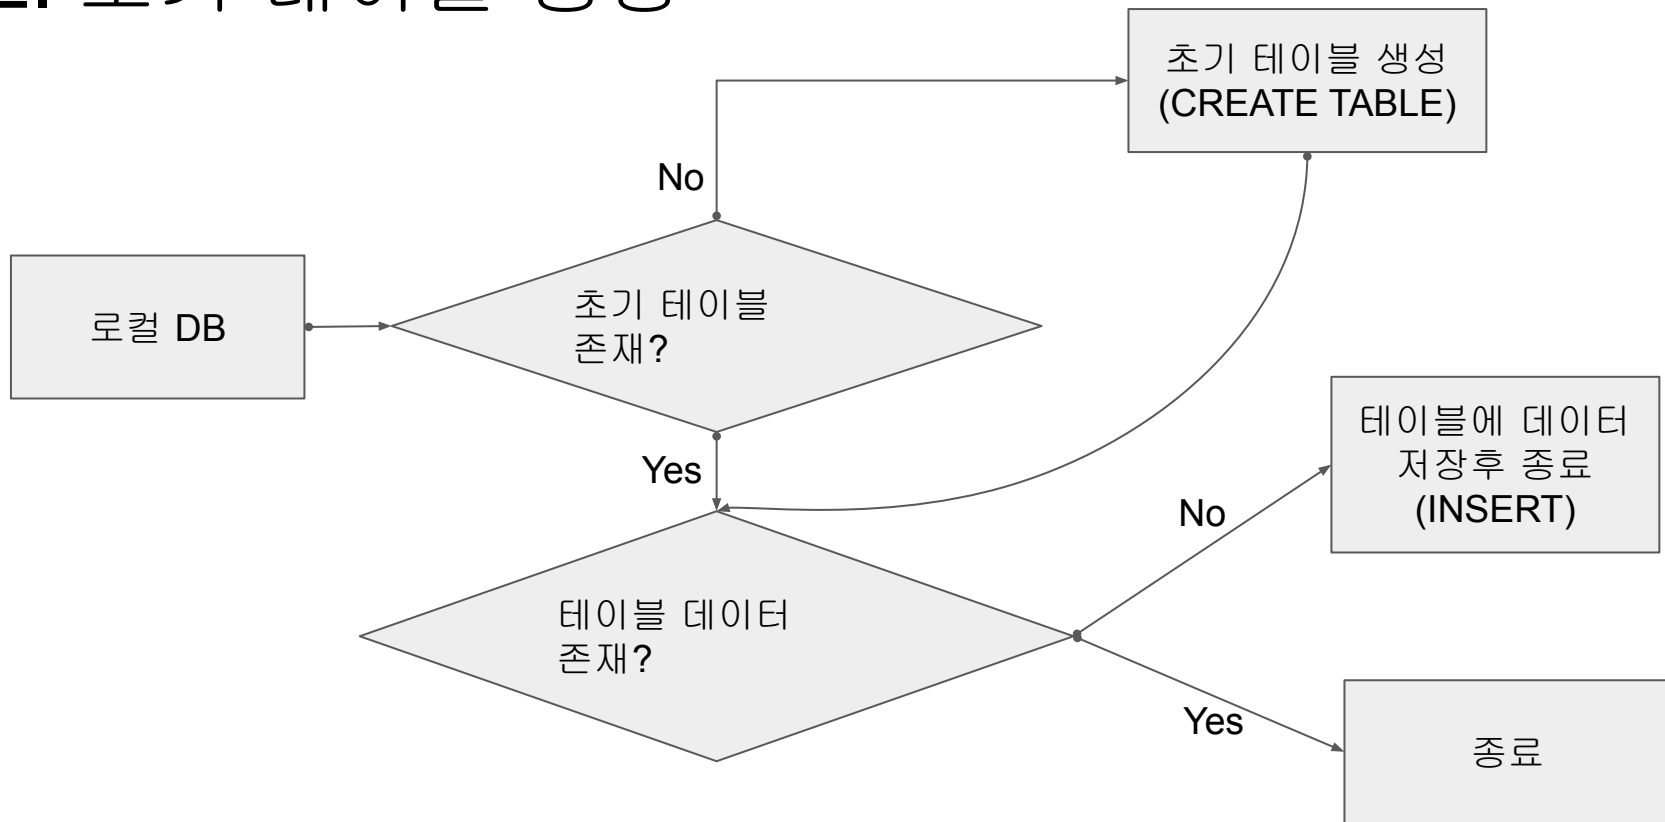 초기 테이블 생성
(CREATE TABLE)
No
로컬 DB
초기 테이블
존재?
Yes
테이블에 데이터
저장후 종료
(INSERT)
No
테이블 데이터
존재?
Yes
종료